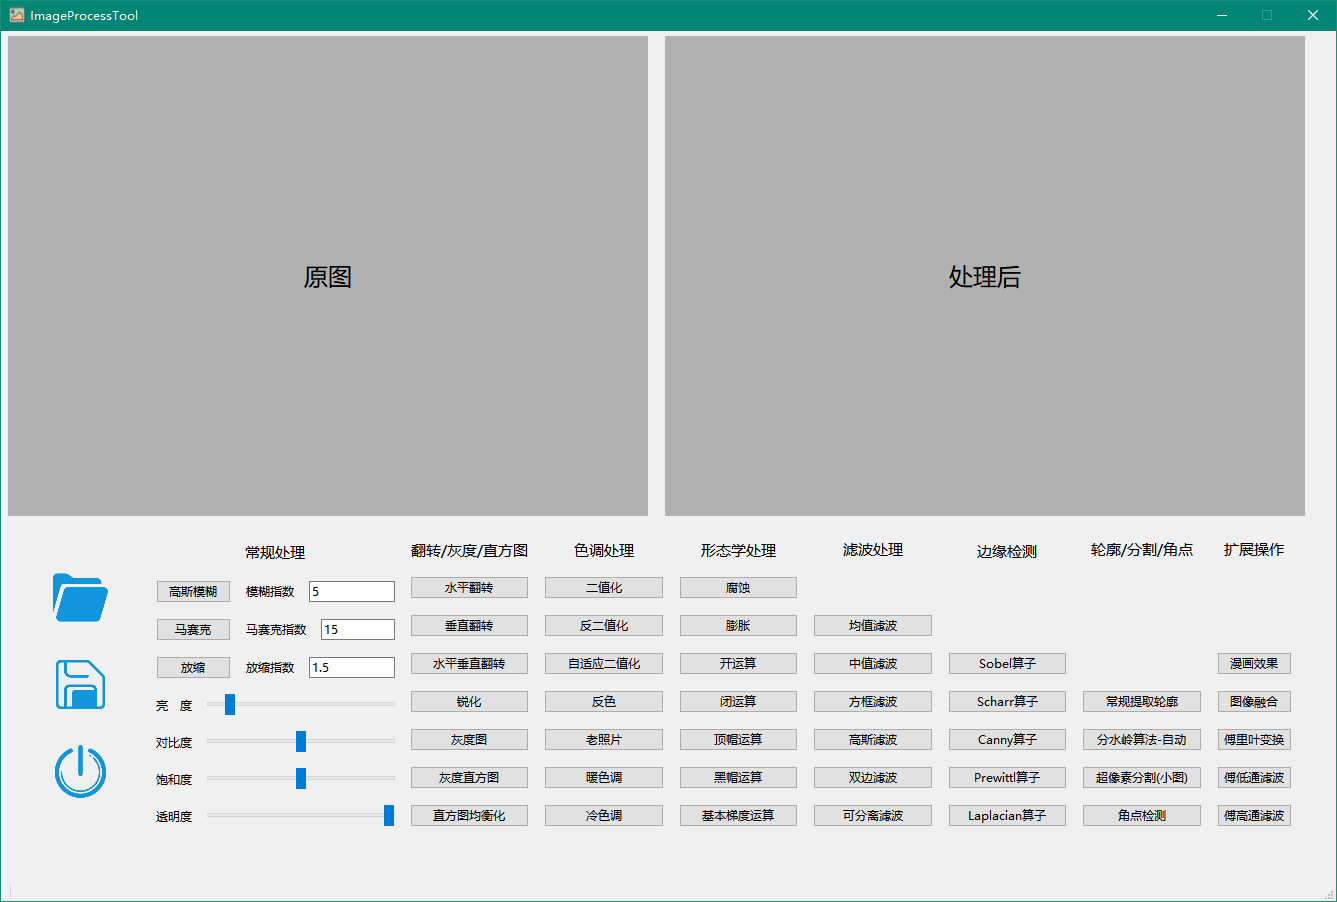 ImageProcessTool
原图
处理后
常规处理
翻转/灰度/直方图
色调处理
形态学处理
滤波处理
边缘检测
轮廓/分割/角点
扩展操作
高斯模糊 模糊指数 5
马赛克 马赛克指数 15
放缩 放缩指数 1.5
亮 度
对比度
饱和度
透明度
水平翻转
垂直翻转
水平垂直翻转
锐化
灰度图
灰度直方图
直方图均衡化
二值化
反二值化
自适应二值化
反色
老照片
暖色调
冷色调
腐蚀
膨胀
开运算
闭运算
顶帽运算
黑帽运算
基本梯度运算
均值滤波
中值滤波
方框滤波
高斯滤波
双边滤波
可分离滤波
Sobel算子
Scharr算子
Canny算子
Prewittl算子
Laplacian算子
常规提取轮廓
分水岭算法-自动
超像素分割(小图)
角点检测
漫画效果
图像融合
傅里叶变换
傅低通滤波
傅高通滤波